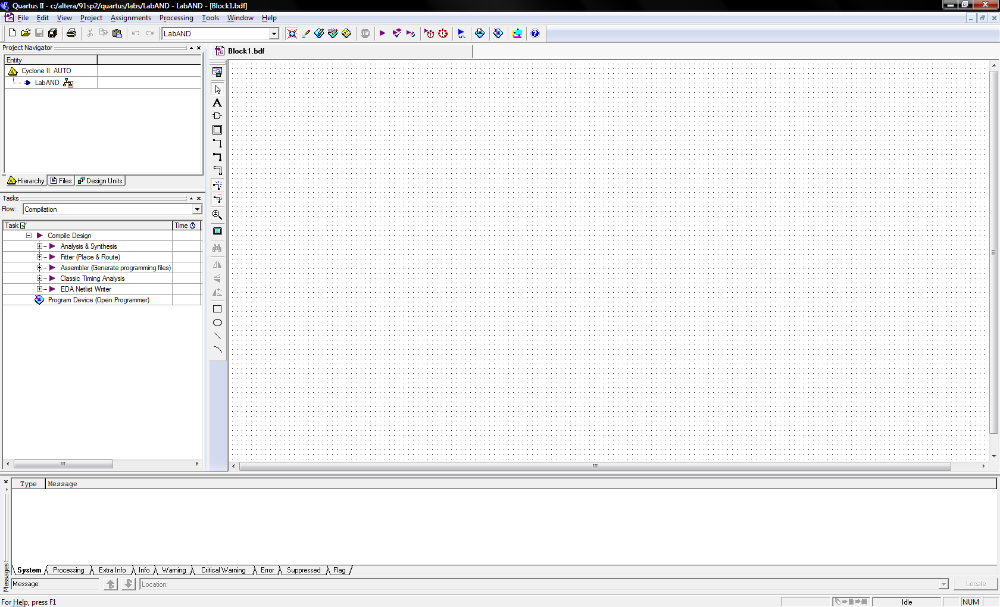 Quartus II - c:/altera/91sp2/quartus/labs/LabAND - LabAND - [Block1.bdf]
File Edit View Project Assignments Processing Tools Window Help
LabAND
STOP
Project Navigator
Entity
Cyclone II: AUTO
LabAND
Hierarchy Files Design Units
Tasks
Flow: Compilation
Task Time
Compile Design
Analysis & Synthesis
Fitter (Place & Route)
Assembler (Generate programming files)
Classic Timing Analysis
EDA Netlist Writer
Program Device (Open Programmer)
Block1.bdf
A
Type Message
System Processing Extra Info Info Warning Critical Warning Error Suppressed Flag
Messages
Message: Location: Locate
For Help, press F1 Idle NUM